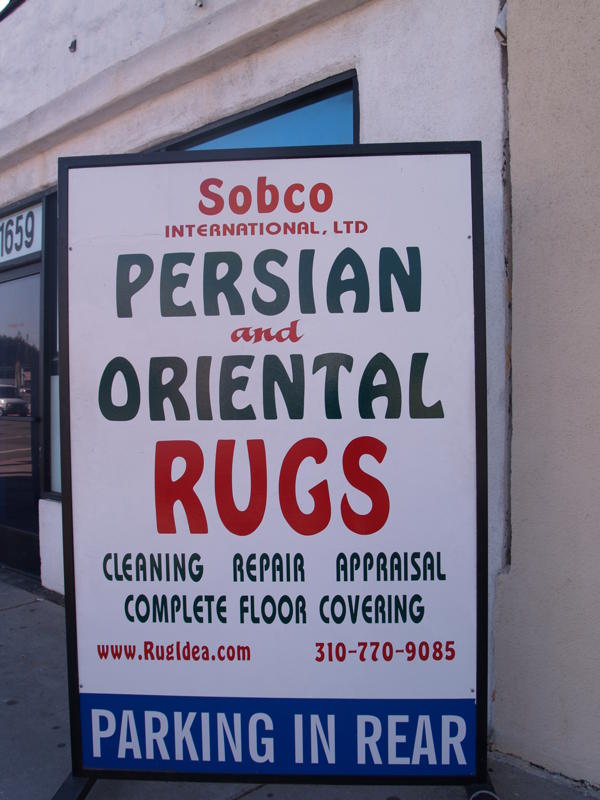 1659
Sobco
INTERNATIONAL, LTD
PERSIAN
and
ORIENTAL
RUGS
CLEANING REPAIR APPRAISAL
COMPLETE FLOOR COVERING
www.RugIdea.com 310-770-9085
PARKING IN REAR